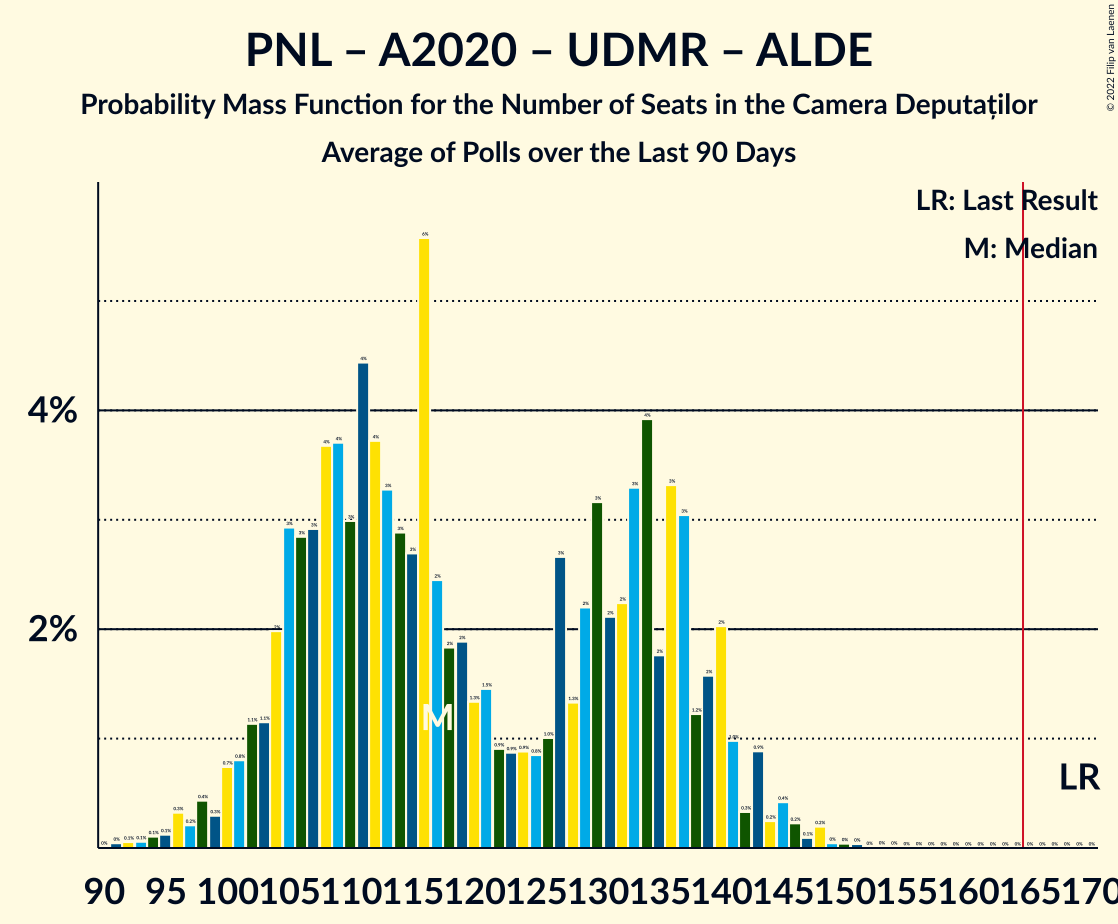 PNL – A2020 – UDMR – ALDE
Probability Mass Function for the Number of Seats in the Camera Deputaților
Average of Polls over the Last 90 Days
© 2022 Filip van Laenen
LR: Last Result
M: Median
4%
2%
M
LR
90 95 100 105 110 115 120 125 130 135 140 145 150 155 160 165 170